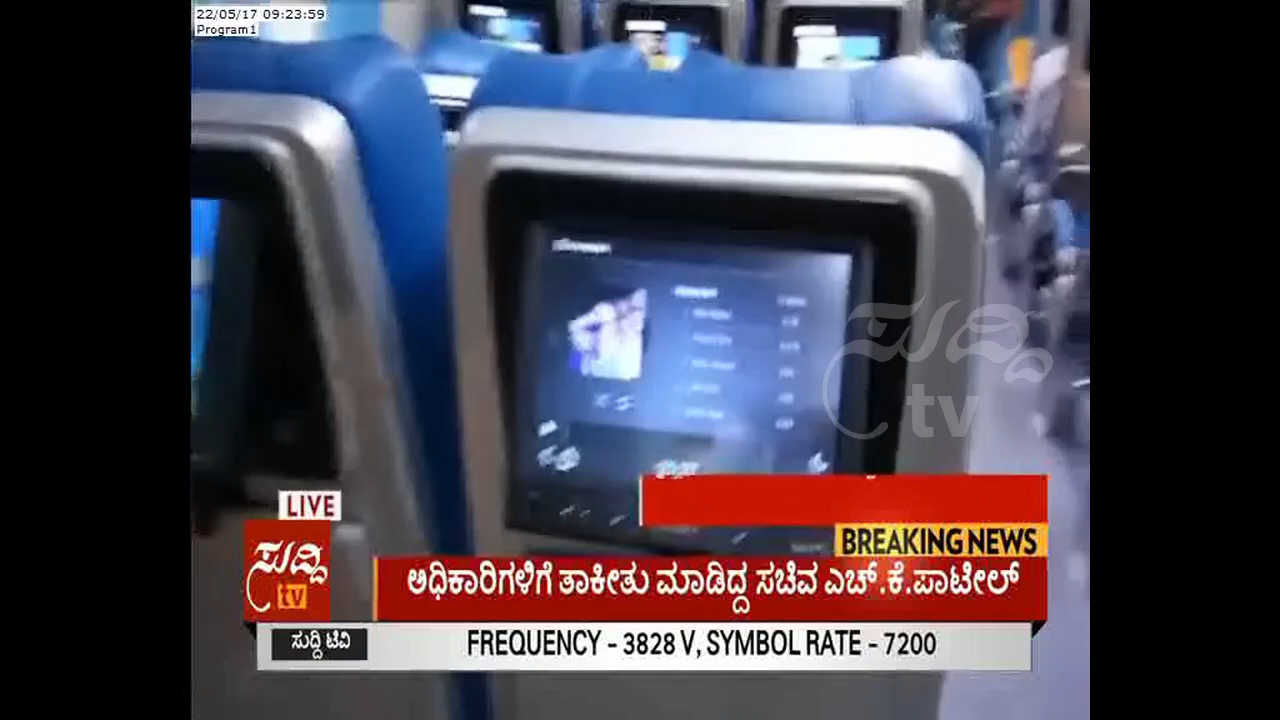 22/05/17 09:23:59
Program1
ಸುದ್ದಿ
tv
LIVE
BREAKING NEWS
ಸುದ್ದಿ
tv
ಅಧಿಕಾರಿಗಳಿಗೆ ತಾಕೀತು ಮಾಡಿದ್ದ ಸಚಿವ ಎಚ್.ಕೆ.ಪಾಟೀಲ್
ಸುದ್ದಿ ಟಿವಿ
FREQUENCY - 3828 V, SYMBOL RATE - 7200